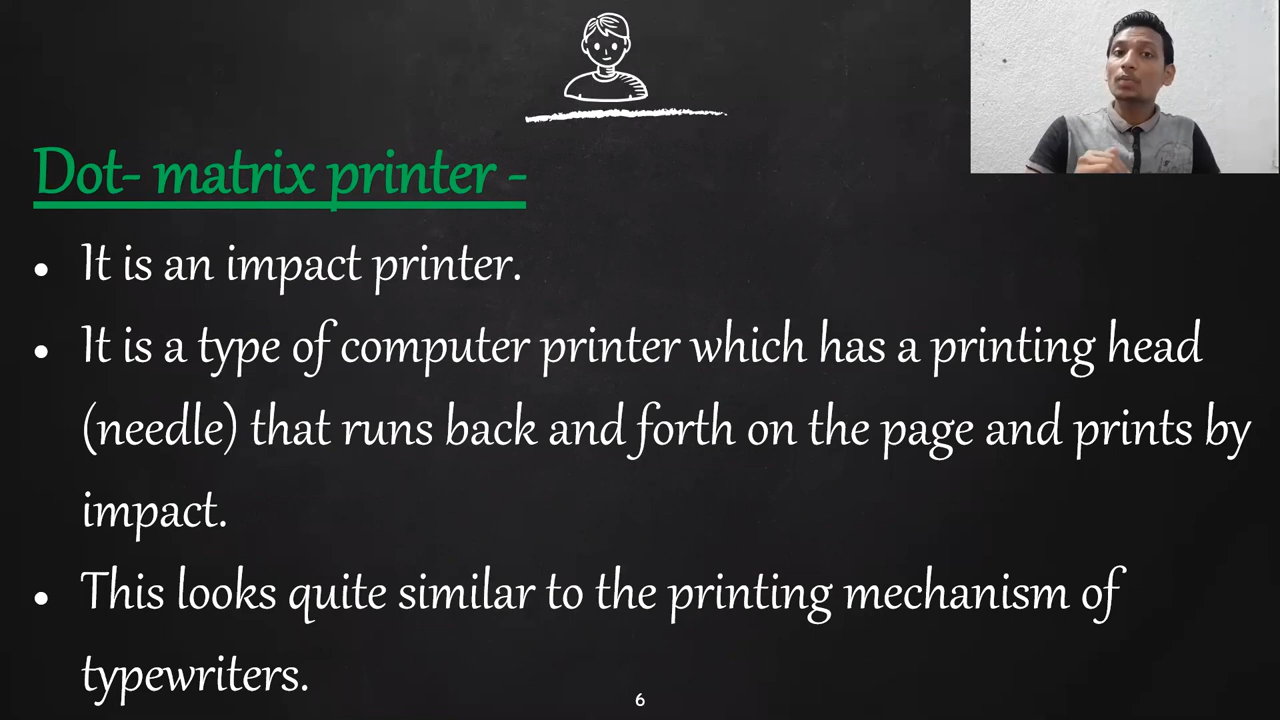 Dot- matrix printer -
• It is an impact printer.
• It is a type of computer printer which has a printing head
(needle) that runs back and forth on the page and prints by
impact.
• This looks quite similar to the printing mechanism of
typewriters.
6